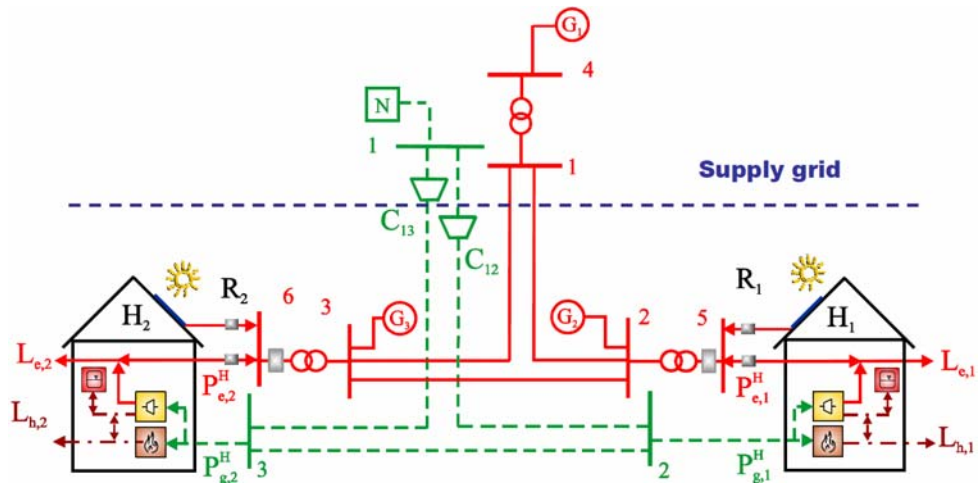 G₁
4
N
1
1
Supply grid
C₁₃
C₁₂
H₂
R₂
6
3
G₃
G₂
2
5
R₁
H₁
Lₑ,₂
Pᴴₑ,₂
Pᴴₑ,₁
Lₑ,₁
Lₕ,₂
Pᴴg,₂
3
2
Pᴴg,₁
Lₕ,₁